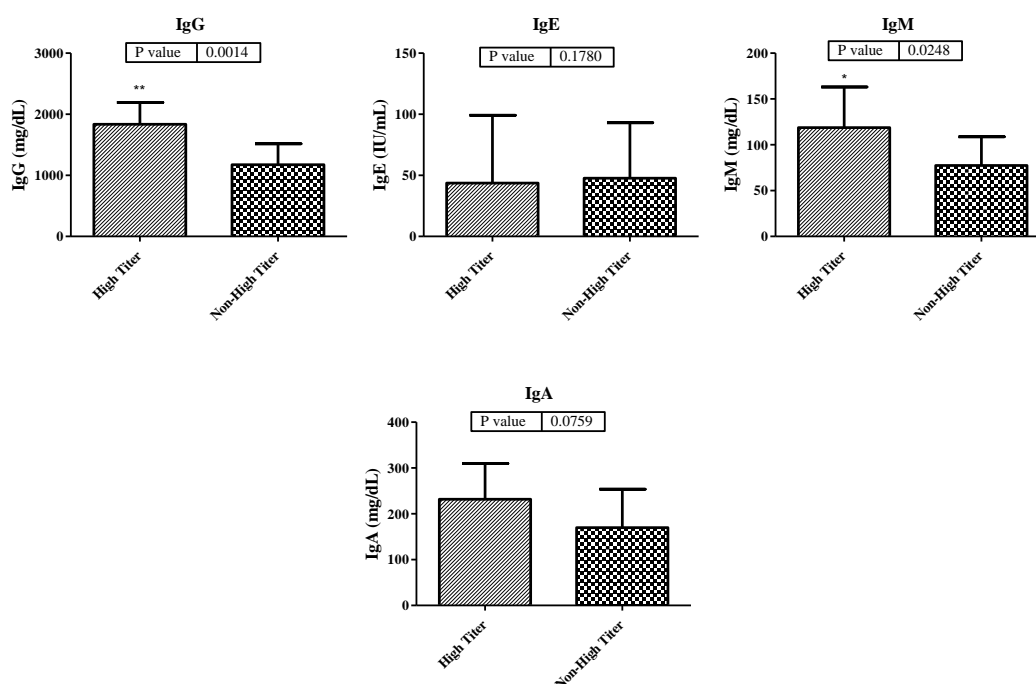 IgG
P value 0.0014
3000
2000
1000
0
IgG (mg/dL)
**
High Titer
Non-High Titer
IgE
P value 0.1780
150
100
50
0
IgE (IU/mL)
High Titer
Non-High Titer
IgM
P value 0.0248
200
150
100
50
0
IgM (mg/dL)
*
High Titer
Non-High Titer
IgA
P value 0.0759
400
300
200
100
0
IgA (mg/dL)
High Titer
Non-High Titer